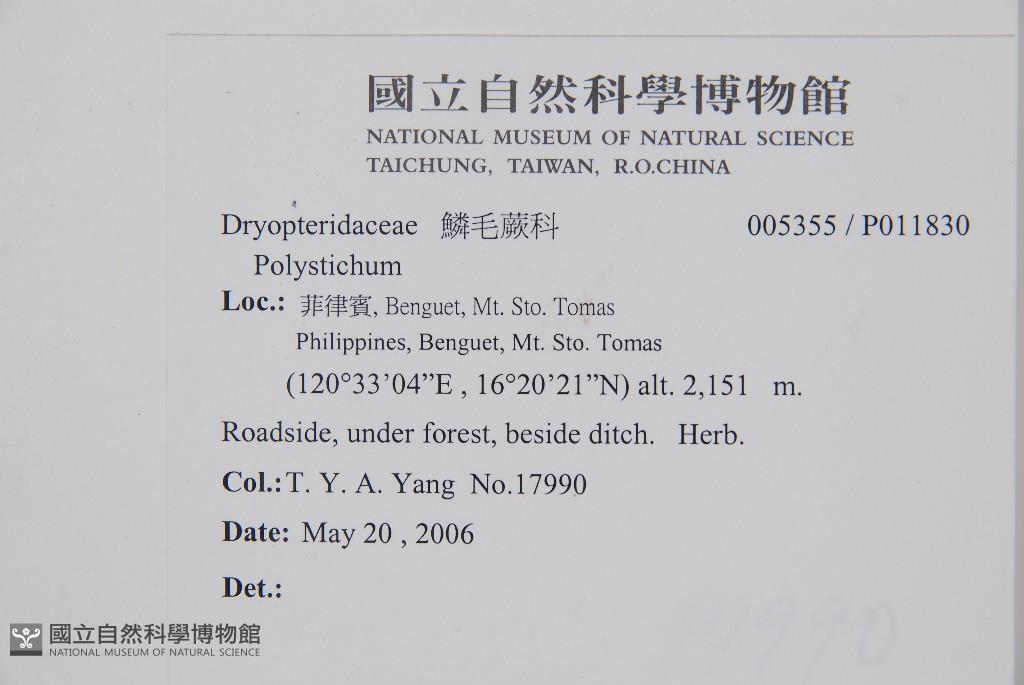 國立自然科學博物館
NATIONAL MUSEUM OF NATURAL SCIENCE
TAICHUNG, TAIWAN, R.O.CHINA
Dryopteridaceae 鱗毛蕨科 005355 / P011830
Polystichum
Loc.: 菲律賓, Benguet, Mt. Sto. Tomas
Philippines, Benguet, Mt. Sto. Tomas
(120°33’04”E , 16°20’21”N) alt. 2,151 m.
Roadside, under forest, beside ditch. Herb.
Col.: T. Y. A. Yang No.17990
Date: May 20 , 2006
Det.:
國立自然科學博物館
NATIONAL MUSEUM OF NATURAL SCIENCE